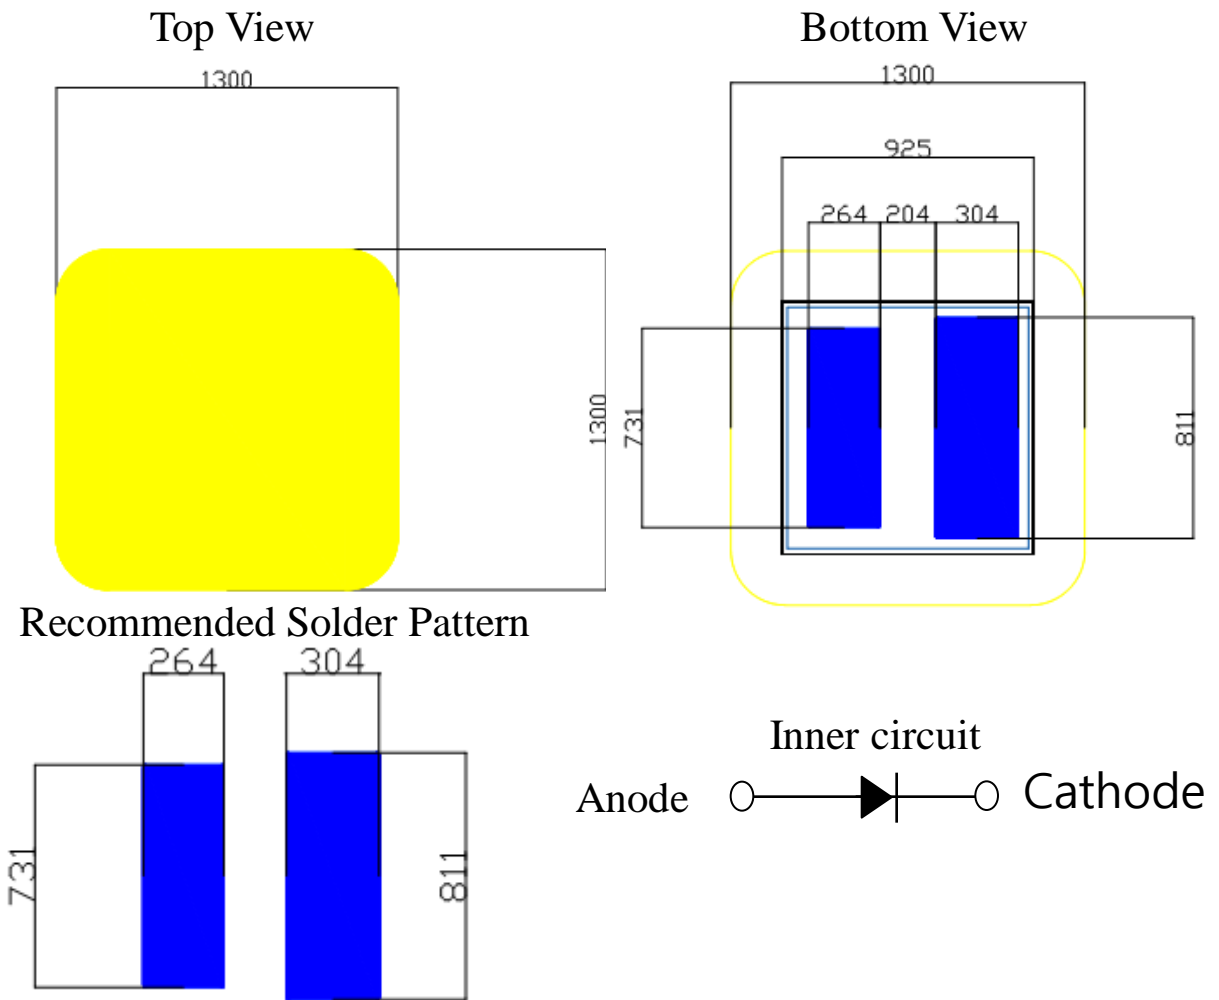 Top View
Bottom View
1300
1300
925
264 204 304
1300
731
811
Recommended Solder Pattern
264
304
731
811
Inner circuit
Anode
Cathode